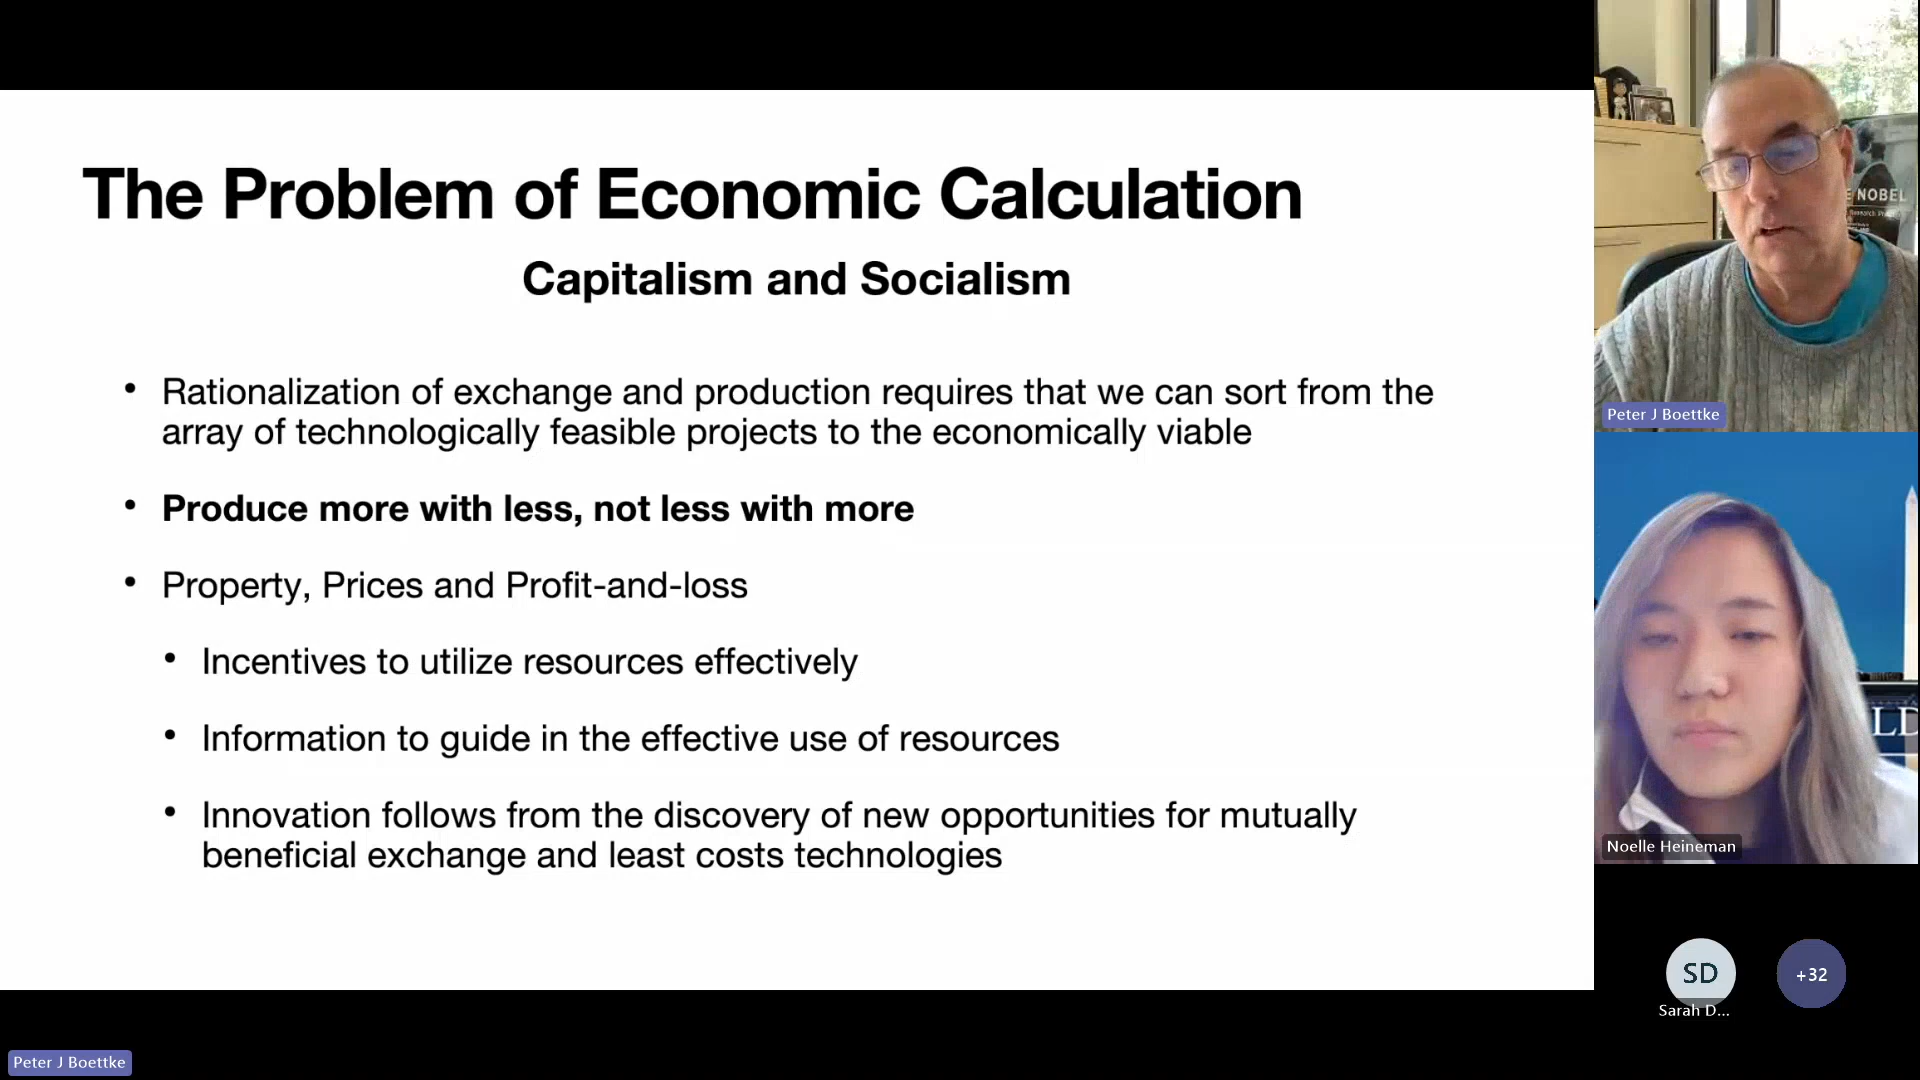 The Problem of Economic Calculation
Capitalism and Socialism
• Rationalization of exchange and production requires that we can sort from the
array of technologically feasible projects to the economically viable
• Produce more with less, not less with more
• Property, Prices and Profit-and-loss
• Incentives to utilize resources effectively
• Information to guide in the effective use of resources
• Innovation follows from the discovery of new opportunities for mutually
beneficial exchange and least costs technologies
NOBEL
Peter J Boettke
LD
Noelle Heineman
SD
+32
Sarah D...
Peter J Boettke